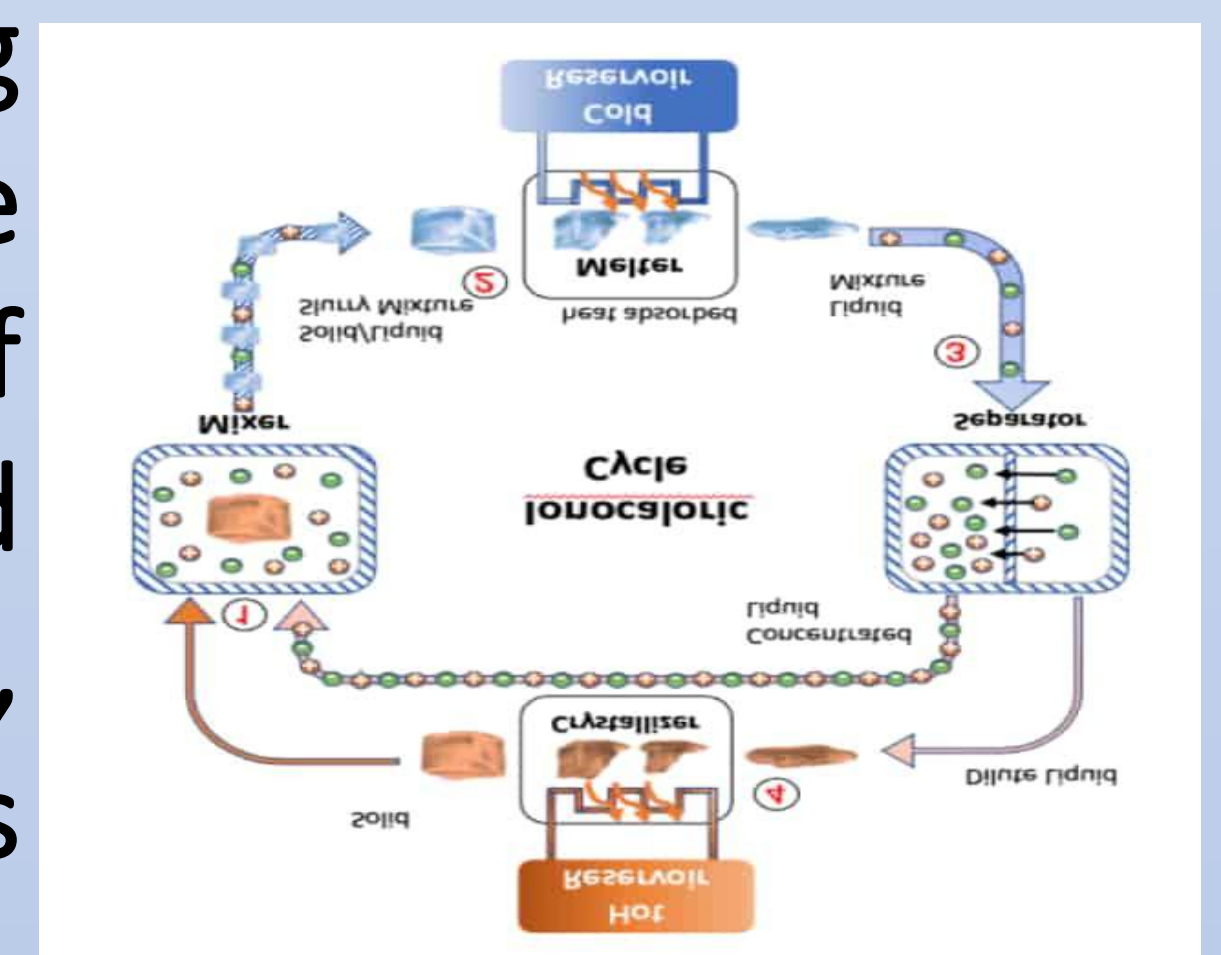 Hot
Reservoir
Solid
4
Dilute Liquid
Crystallizer
Concentrated
Liquid
1
Ionocaloric
Cycle
Mixer
Separator
3
Solid/Liquid
Slurry Mixture
heat absorbed
Liquid
Mixture
2
Melter
Cold
Reservoir